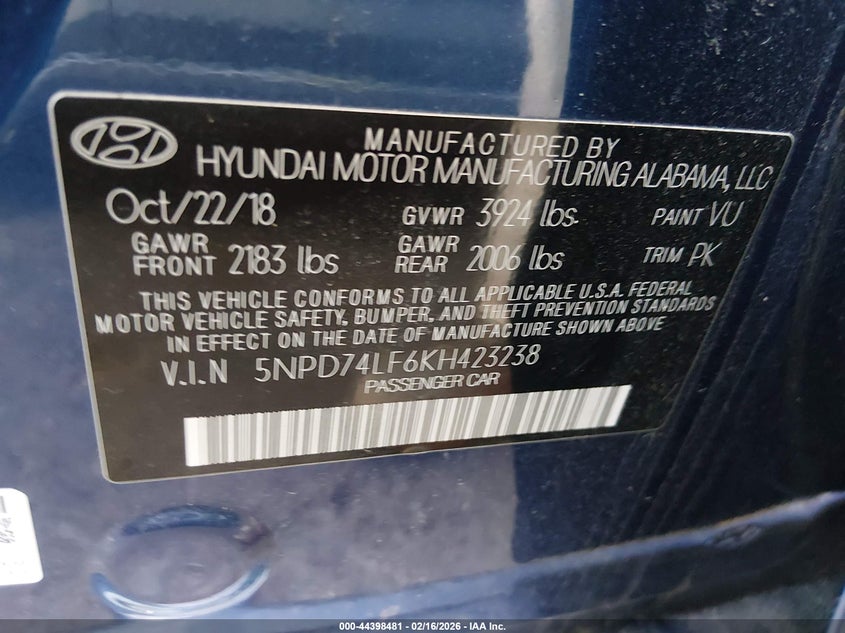 MANUFACTURED BY
HYUNDAI MOTOR MANUFACTURING ALABAMA, LLC
Oct/22/18 GVWR 3924 lbs. PAINT VU
GAWR FRONT 2183 lbs GAWR REAR 2006 lbs TRIM PK
THIS VEHICLE CONFORMS TO ALL APPLICABLE U.S.A. FEDERAL
MOTOR VEHICLE SAFETY, BUMPER, AND THEFT PREVENTION STANDARDS
IN EFFECT ON THE DATE OF MANUFACTURE SHOWN ABOVE
V.I.N 5NPD74LF6KH423238
PASSENGER CAR
000-44398481 - 02/16/2026 - IAA Inc.